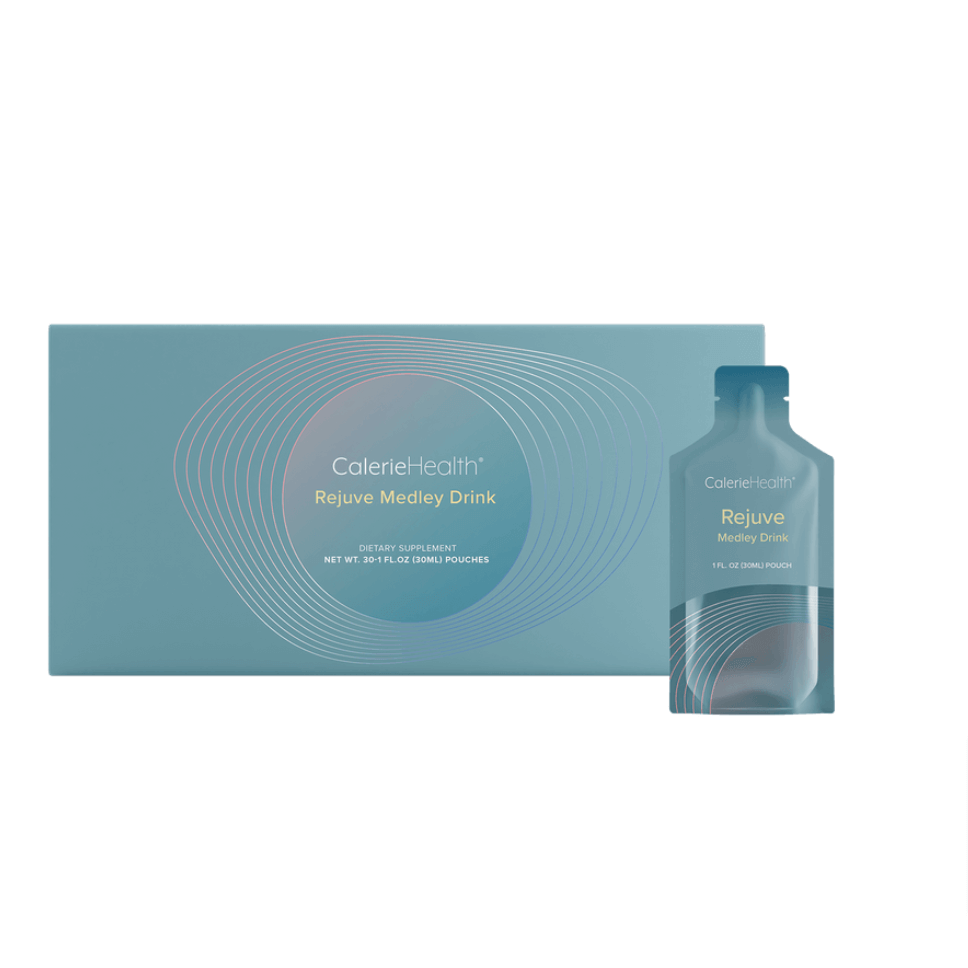 CalerieHealth®
Rejuve Medley Drink
DIETARY SUPPLEMENT
NET WT. 30-1 FL.OZ (30ML) POUCHES
CalerieHealth®
Rejuve
Medley Drink
1 FL. OZ (30ML) POUCH